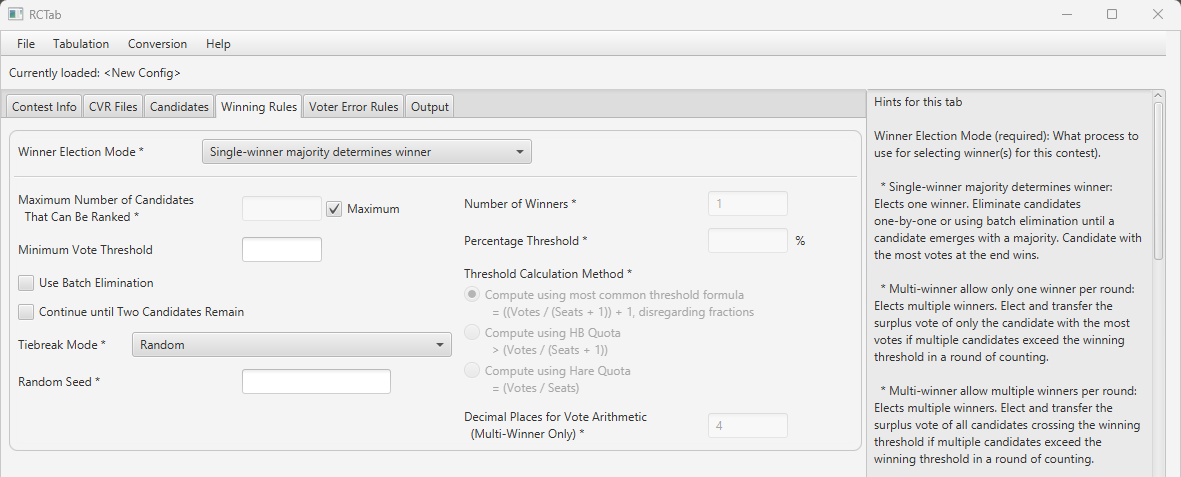 RCTab
File Tabulation Conversion Help
Currently loaded: <New Config>
Contest Info CVR Files Candidates Winning Rules Voter Error Rules Output
Winner Election Mode * Single-winner majority determines winner
Maximum Number of Candidates
That Can Be Ranked * Maximum
Minimum Vote Threshold
Use Batch Elimination
Continue until Two Candidates Remain
Tiebreak Mode * Random
Random Seed *
Number of Winners * 1
Percentage Threshold * %
Threshold Calculation Method *
Compute using most common threshold formula
= ((Votes / (Seats + 1)) + 1, disregarding fractions
Compute using HB Quota
> (Votes / (Seats + 1))
Compute using Hare Quota
= (Votes / Seats)
Decimal Places for Vote Arithmetic
(Multi-Winner Only) * 4
Hints for this tab
Winner Election Mode (required): What process to
use for selecting winner(s) for this contest).
* Single-winner majority determines winner:
Elects one winner. Eliminate candidates
one-by-one or using batch elimination until a
candidate emerges with a majority. Candidate with
the most votes at the end wins.
* Multi-winner allow only one winner per round:
Elects multiple winners. Elect and transfer the
surplus vote of only the candidate with the most
votes if multiple candidates exceed the winning
threshold in a round of counting.
* Multi-winner allow multiple winners per round:
Elects multiple winners. Elect and transfer the
surplus vote of all candidates crossing the winning
threshold if multiple candidates exceed the
winning threshold in a round of counting.